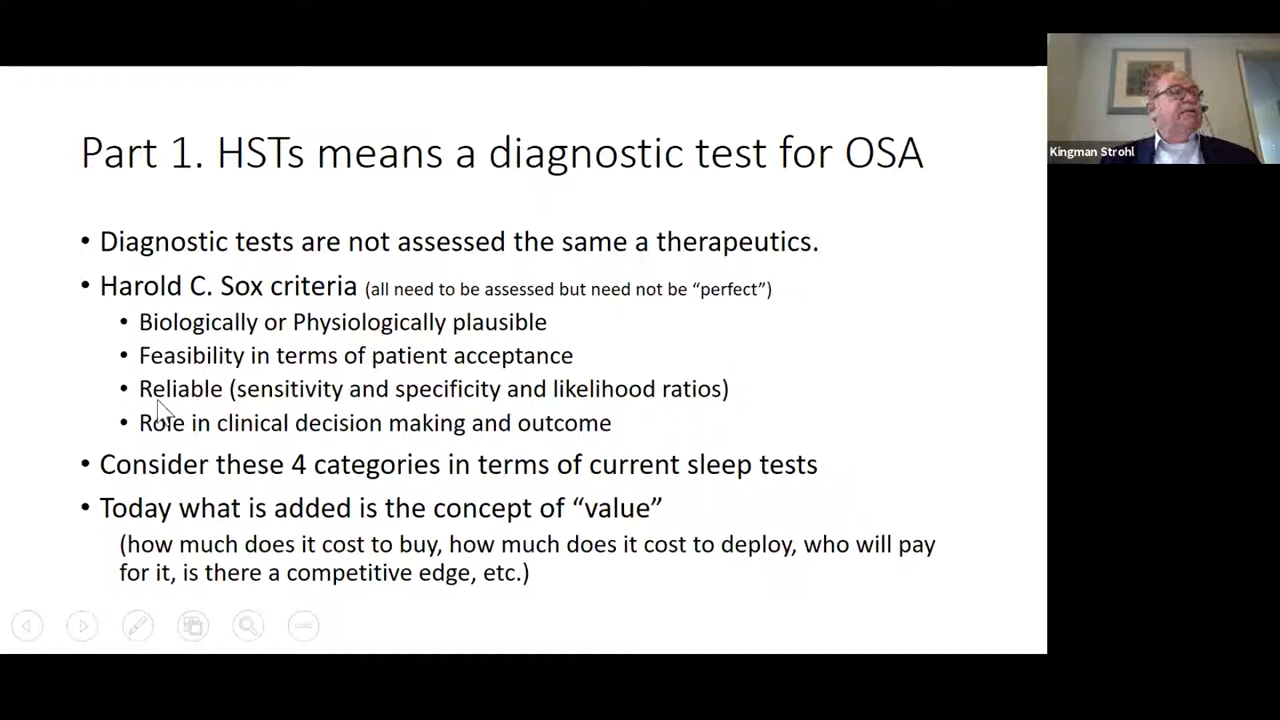 Part 1. HSTs means a diagnostic test for OSA
• Diagnostic tests are not assessed the same a therapeutics.
• Harold C. Sox criteria (all need to be assessed but need not be “perfect”)
• Biologically or Physiologically plausible
• Feasibility in terms of patient acceptance
• Reliable (sensitivity and specificity and likelihood ratios)
• Role in clinical decision making and outcome
• Consider these 4 categories in terms of current sleep tests
• Today what is added is the concept of “value”
(how much does it cost to buy, how much does it cost to deploy, who will pay
for it, is there a competitive edge, etc.)
Kingman Strohl